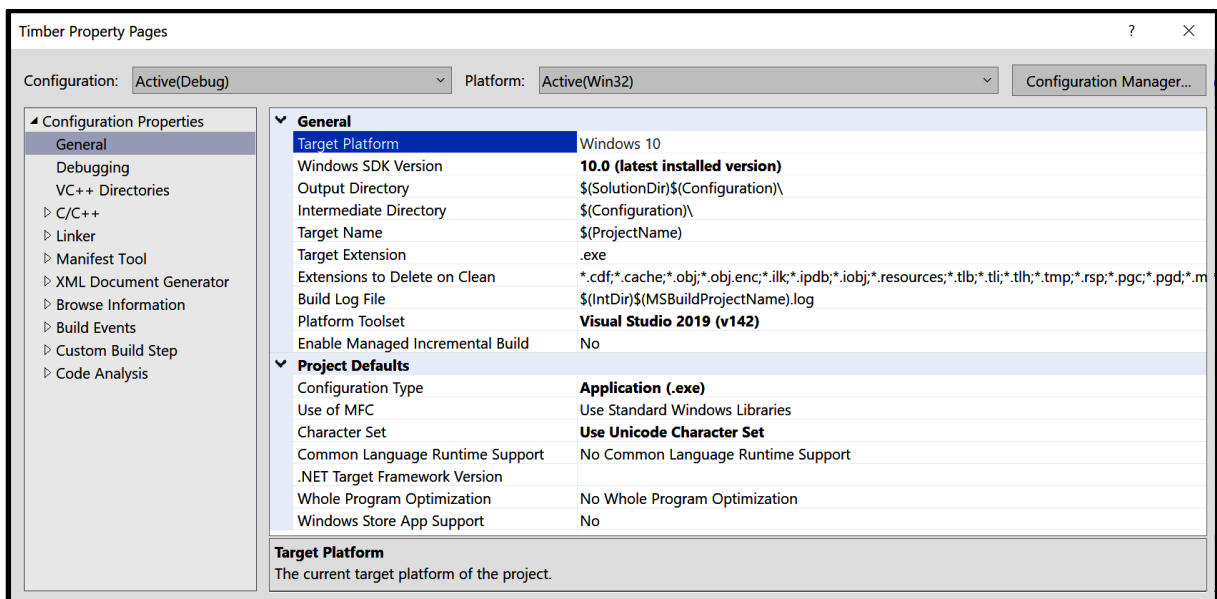 Timber Property Pages
Configuration: Active(Debug) Platform: Active(Win32) Configuration Manager...
Configuration Properties
General
Debugging
VC++ Directories
C/C++
Linker
Manifest Tool
XML Document Generator
Browse Information
Build Events
Custom Build Step
Code Analysis
General
Target Platform Windows 10
Windows SDK Version 10.0 (latest installed version)
Output Directory $(SolutionDir)$(Configuration)\
Intermediate Directory $(Configuration)\
Target Name $(ProjectName)
Target Extension .exe
Extensions to Delete on Clean *.cdf;*.cache;*.obj;*.obj.enc;*.ilk;*.ipdb;*.iobj;*.resources;*.tlb;*.tli;*.tlh;*.tmp;*.rsp;*.pgc;*.pgd;*.m
Build Log File $(IntDir)$(MSBuildProjectName).log
Platform Toolset Visual Studio 2019 (v142)
Enable Managed Incremental Build No
Project Defaults
Configuration Type Application (.exe)
Use of MFC Use Standard Windows Libraries
Character Set Use Unicode Character Set
Common Language Runtime Support No Common Language Runtime Support
.NET Target Framework Version
Whole Program Optimization No Whole Program Optimization
Windows Store App Support No
Target Platform
The current target platform of the project.